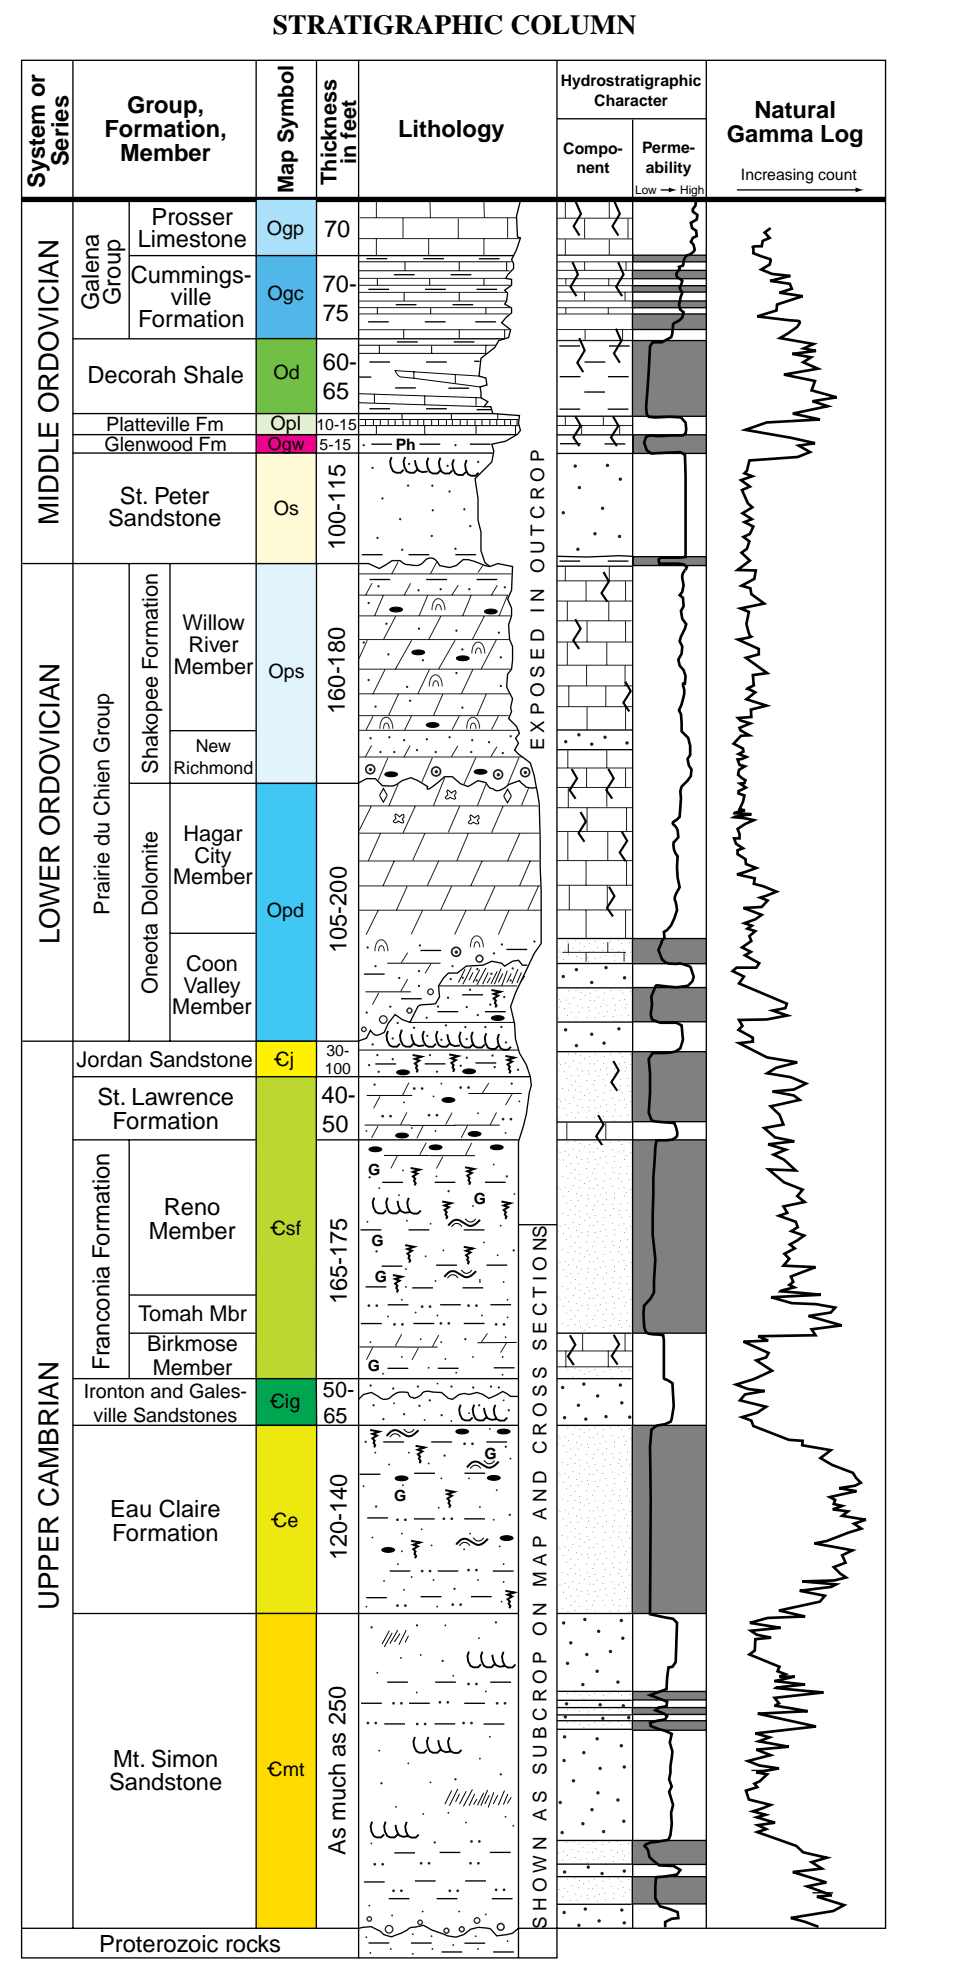 STRATIGRAPHIC COLUMN
System or
Series
Group,
Formation,
Member
Map Symbol
Thickness
in feet
Lithology
Hydrostratigraphic
Character
Compo-
nent
Perme-
ability
Low → High
Natural
Gamma Log
Increasing count
MIDDLE ORDOVICIAN
Galena
Group
Prosser
Limestone
Ogp
70
Cummings-
ville
Formation
Ogc
70-
75
Decorah Shale
Od
60-
65
Platteville Fm
Opl
10-15
Glenwood Fm
Ogw
5-15
Ph
St. Peter
Sandstone
Os
100-115
EXPOSED IN OUTCROP
LOWER ORDOVICIAN
Prairie du Chien Group
Shakopee Formation
Willow
River
Member
New
Richmond
Ops
160-180
Oneota Dolomite
Hagar
City
Member
Coon
Valley
Member
Opd
105-200
UPPER CAMBRIAN
Jordan Sandstone
Ꞓj
30-
100
St. Lawrence
Formation
40-
50
Franconia Formation
Reno
Member
Tomah Mbr
Birkmose
Member
Ꞓsf
165-175
G
G
G
G
G
SHOWN AS SUBCROP ON MAP AND CROSS SECTIONS
Ironton and Gales-
ville Sandstones
Ꞓig
50-
65
Eau Claire
Formation
Ꞓe
120-140
G
G
Mt. Simon
Sandstone
Ꞓmt
As much as 250
Proterozoic rocks